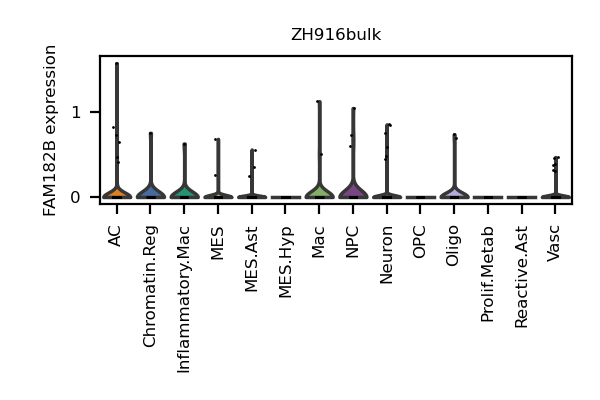 ZH916bulk
FAM182B expression
1
0
AC
Chromatin.Reg
Inflammatory.Mac
MES
MES.Ast
MES.Hyp
Mac
NPC
Neuron
OPC
Oligo
Prolif.Metab
Reactive.Ast
Vasc